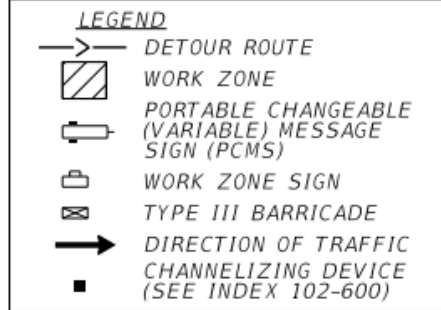 LEGEND
DETOUR ROUTE
WORK ZONE
PORTABLE CHANGEABLE
(VARIABLE) MESSAGE
SIGN (PCMS)
WORK ZONE SIGN
TYPE III BARRICADE
DIRECTION OF TRAFFIC
CHANNELIZING DEVICE
(SEE INDEX 102-600)